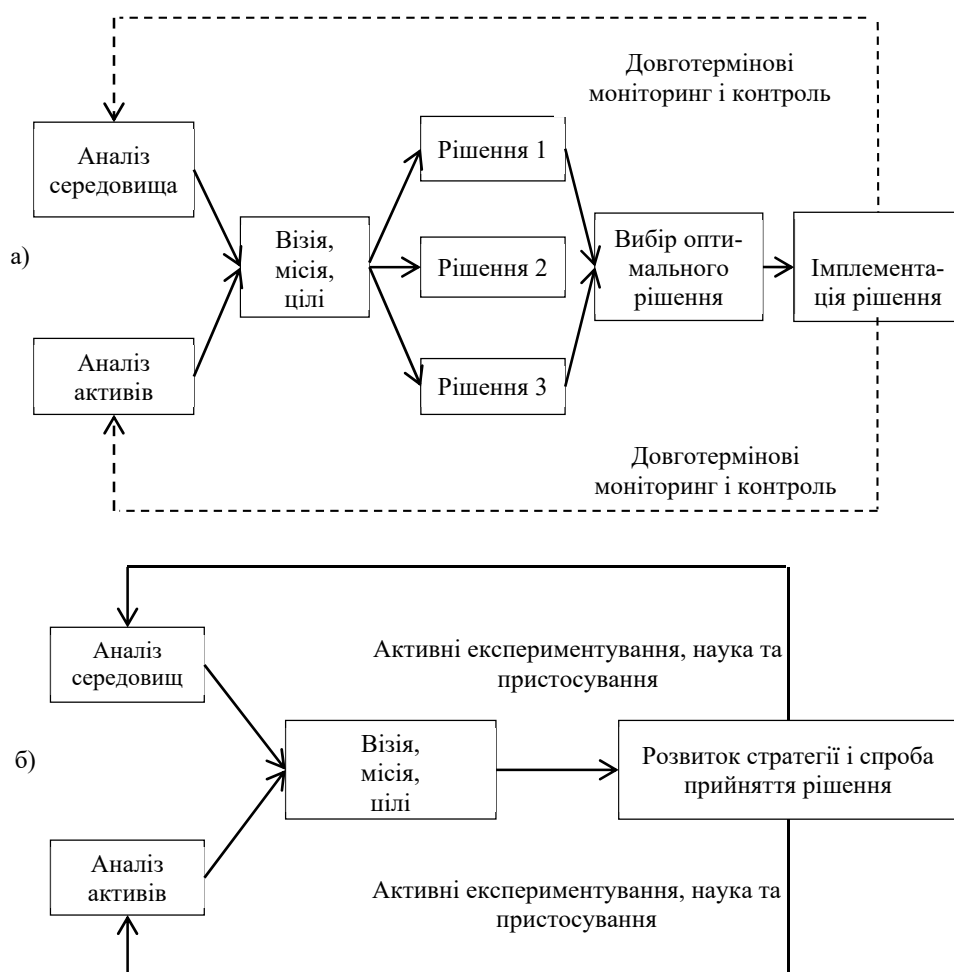 Довготермінові
моніторинг і контроль
Аналіз
середовища
Рішення 1
а)
Візія,
місія,
цілі
Рішення 2
Вибір опти-
мального
рішення
Імплемента-
ція рішення
Аналіз
активів
Рішення 3
Довготермінові
моніторинг і контроль
Аналіз
середовищ
Активні експериментування, наука та
пристосування
б)
Візія,
місія,
цілі
Розвиток стратегії і спроба
прийняття рішення
Аналіз
активів
Активні експериментування, наука та
пристосування